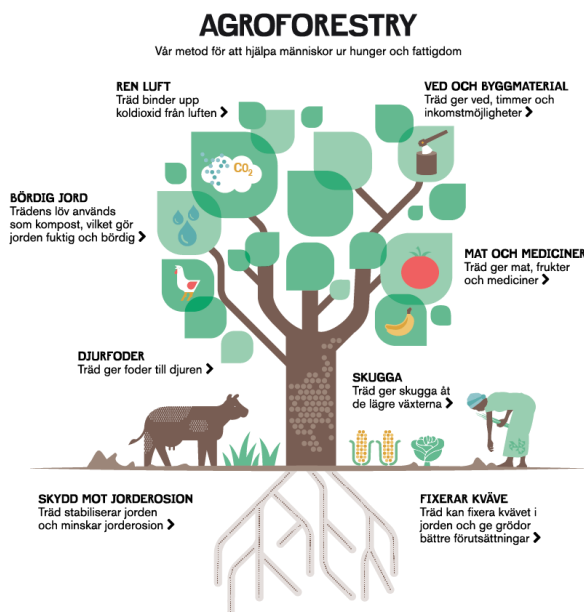 AGROFORESTRY
Vår metod för att hjälpa människor ur hunger och fattigdom
REN LUFT
Träd binder upp
koldioxid från luften >
VED OCH BYGGMATERIAL
Träd ger ved, timmer och
inkomstmöjligheter >
CO₂
BÖRDIG JORD
Trädens löv används
som kompost, vilket gör
jorden fuktig och bördig >
MAT OCH MEDICINER
Träd ger mat, frukter
och mediciner >
DJURFODER
Träd ger foder till djuren >
SKUGGA
Träd ger skugga åt
de lägre växterna >
SKYDD MOT JORDEROSION
Träd stabiliserar jorden
och minskar jorderosion >
FIXERAR KVÄVE
Träd kan fixera kvävet i
jorden och ge grödor
bättre förutsättningar >